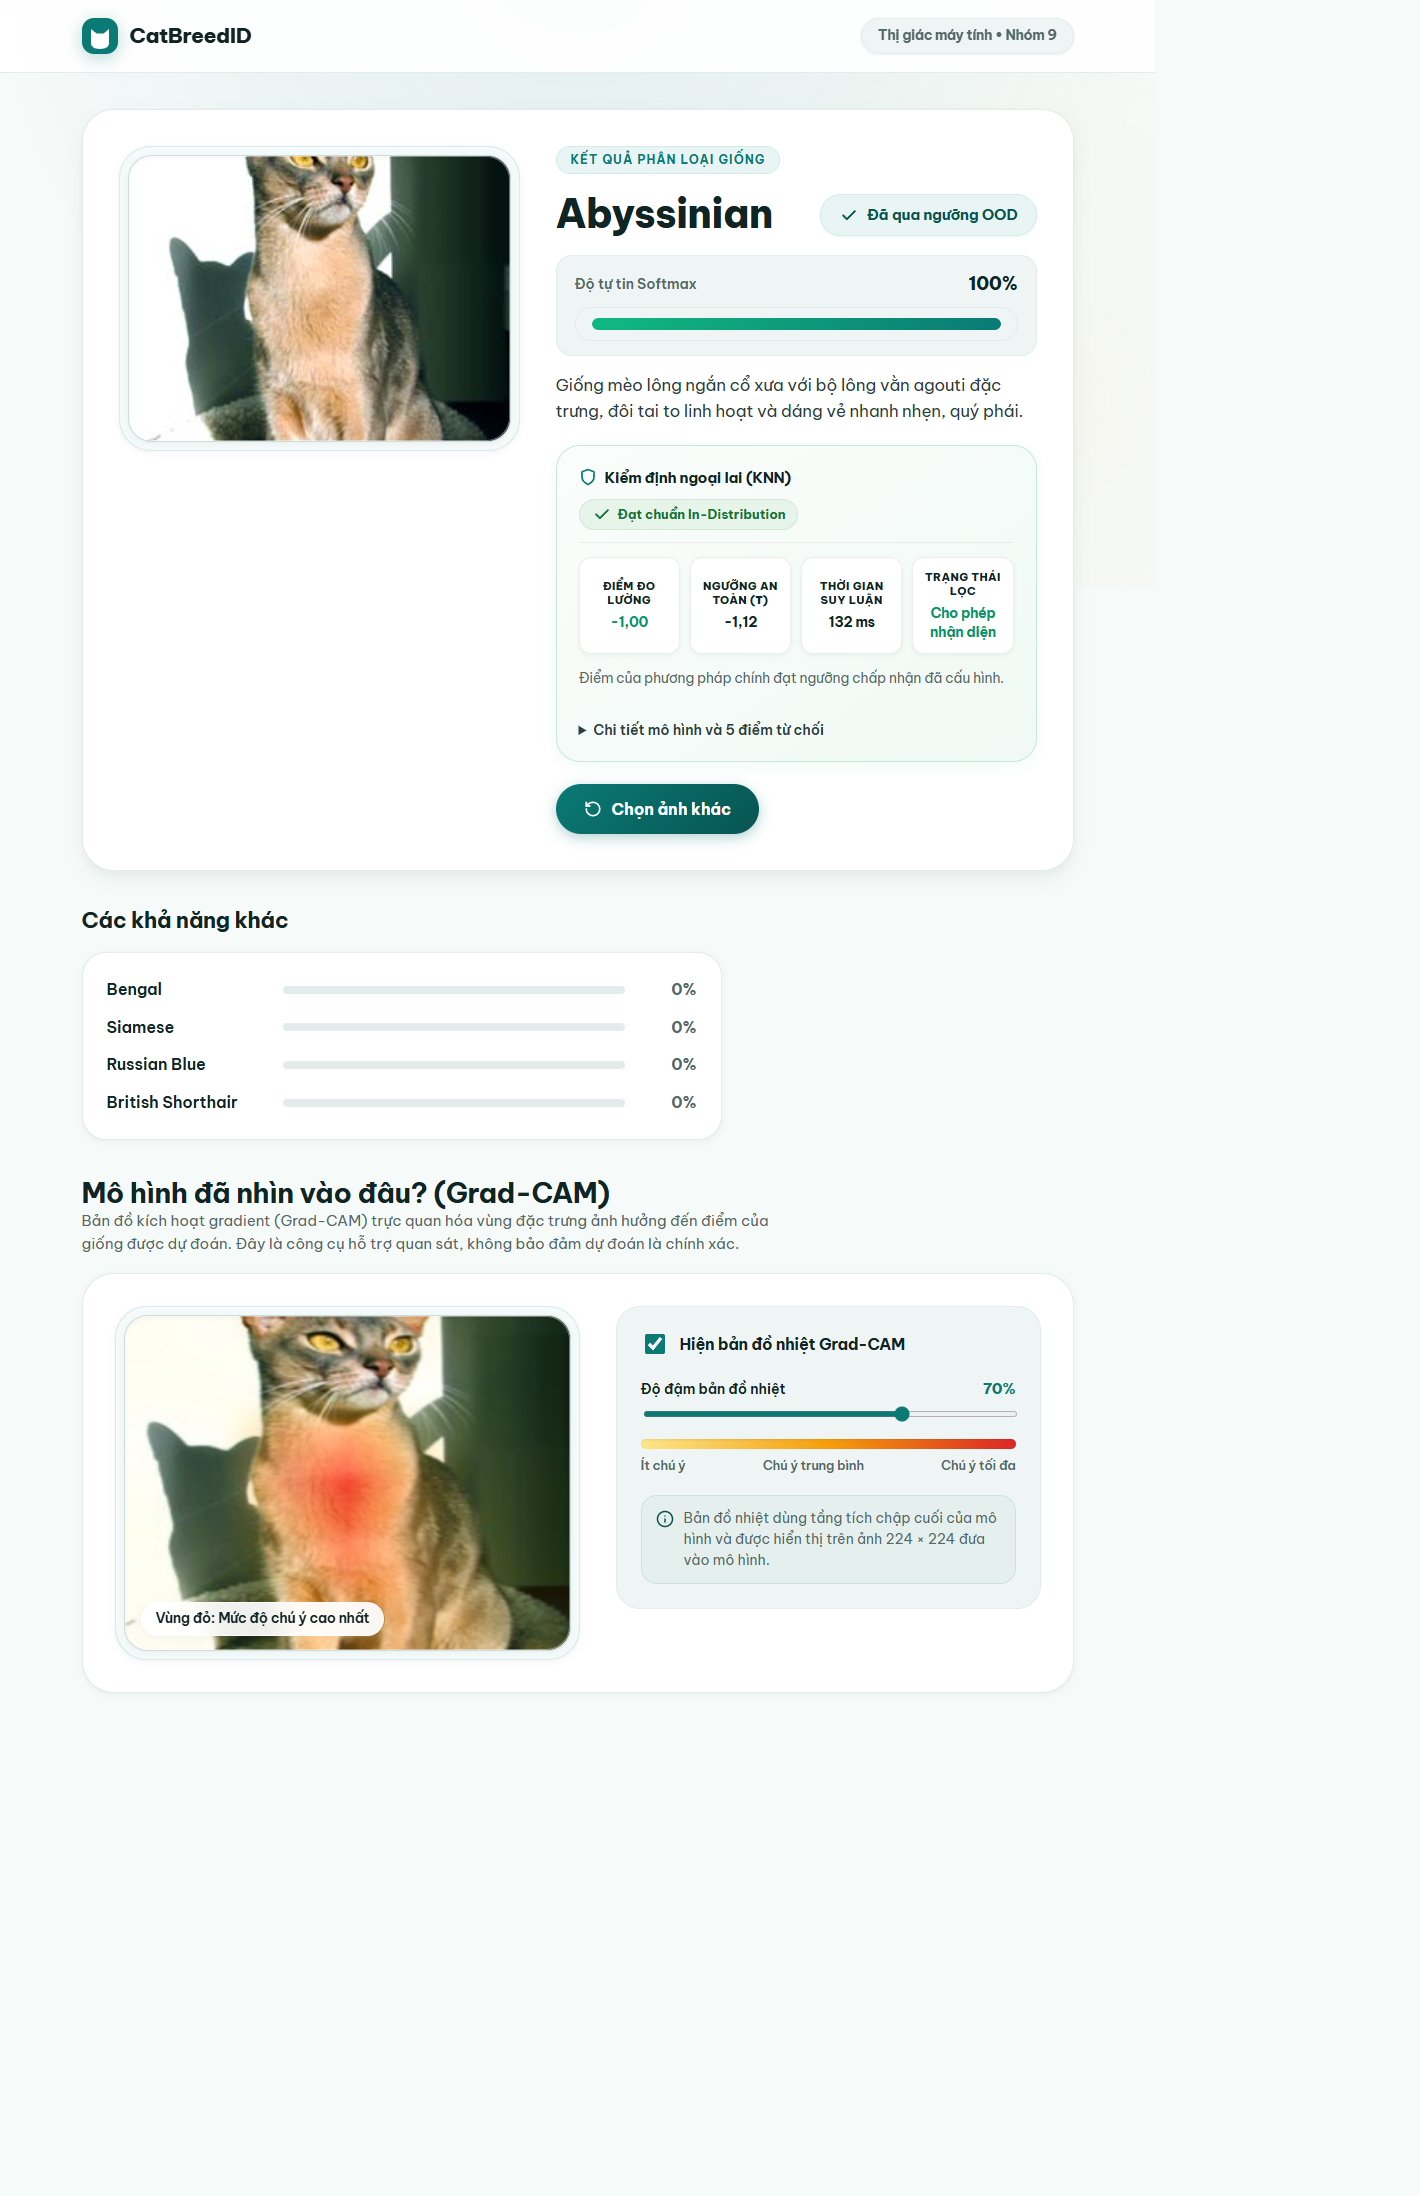 CatBreedID
Thị giác máy tính • Nhóm 9
KẾT QUẢ PHÂN LOẠI GIỐNG
Abyssinian
Đã qua ngưỡng OOD
Độ tự tin Softmax
100%
Giống mèo lông ngắn cổ xưa với bộ lông vằn agouti đặc
trưng, đôi tai to linh hoạt và dáng vẻ nhanh nhẹn, quý phái.
Kiểm định ngoại lai (KNN)
Đạt chuẩn In-Distribution
ĐIỂM ĐO
LƯỜNG
-1,00
NGƯỠNG AN
TOÀN (T)
-1,12
THỜI GIAN
SUY LUẬN
132 ms
TRẠNG THÁI
LỌC
Cho phép
nhận diện
Điểm của phương pháp chính đạt ngưỡng chấp nhận đã cấu hình.
Chi tiết mô hình và 5 điểm từ chối
Chọn ảnh khác
Các khả năng khác
Bengal
0%
Siamese
0%
Russian Blue
0%
British Shorthair
0%
Mô hình đã nhìn vào đâu? (Grad-CAM)
Bản đồ kích hoạt gradient (Grad-CAM) trực quan hóa vùng đặc trưng ảnh hưởng đến điểm của
giống được dự đoán. Đây là công cụ hỗ trợ quan sát, không bảo đảm dự đoán là chính xác.
Vùng đỏ: Mức độ chú ý cao nhất
Hiện bản đồ nhiệt Grad-CAM
Độ đậm bản đồ nhiệt
70%
Ít chú ý
Chú ý trung bình
Chú ý tối đa
Bản đồ nhiệt dùng tầng tích chập cuối của mô
hình và được hiển thị trên ảnh 224 × 224 đưa
vào mô hình.